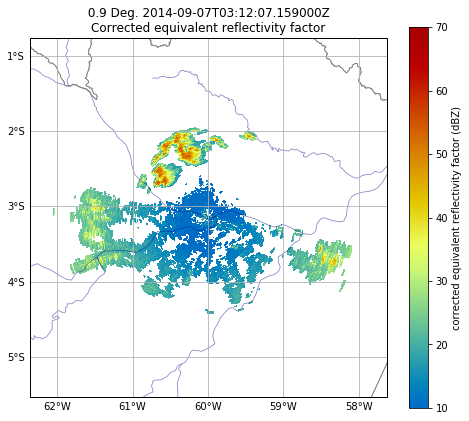 0.9 Deg. 2014-09-07T03:12:07.159000Z
Corrected equivalent reflectivity factor
1°S
2°S
3°S
4°S
5°S
62°W 61°W 60°W 59°W 58°W
70
60
50
40
30
20
10
corrected equivalent reflectivity factor (dBZ)